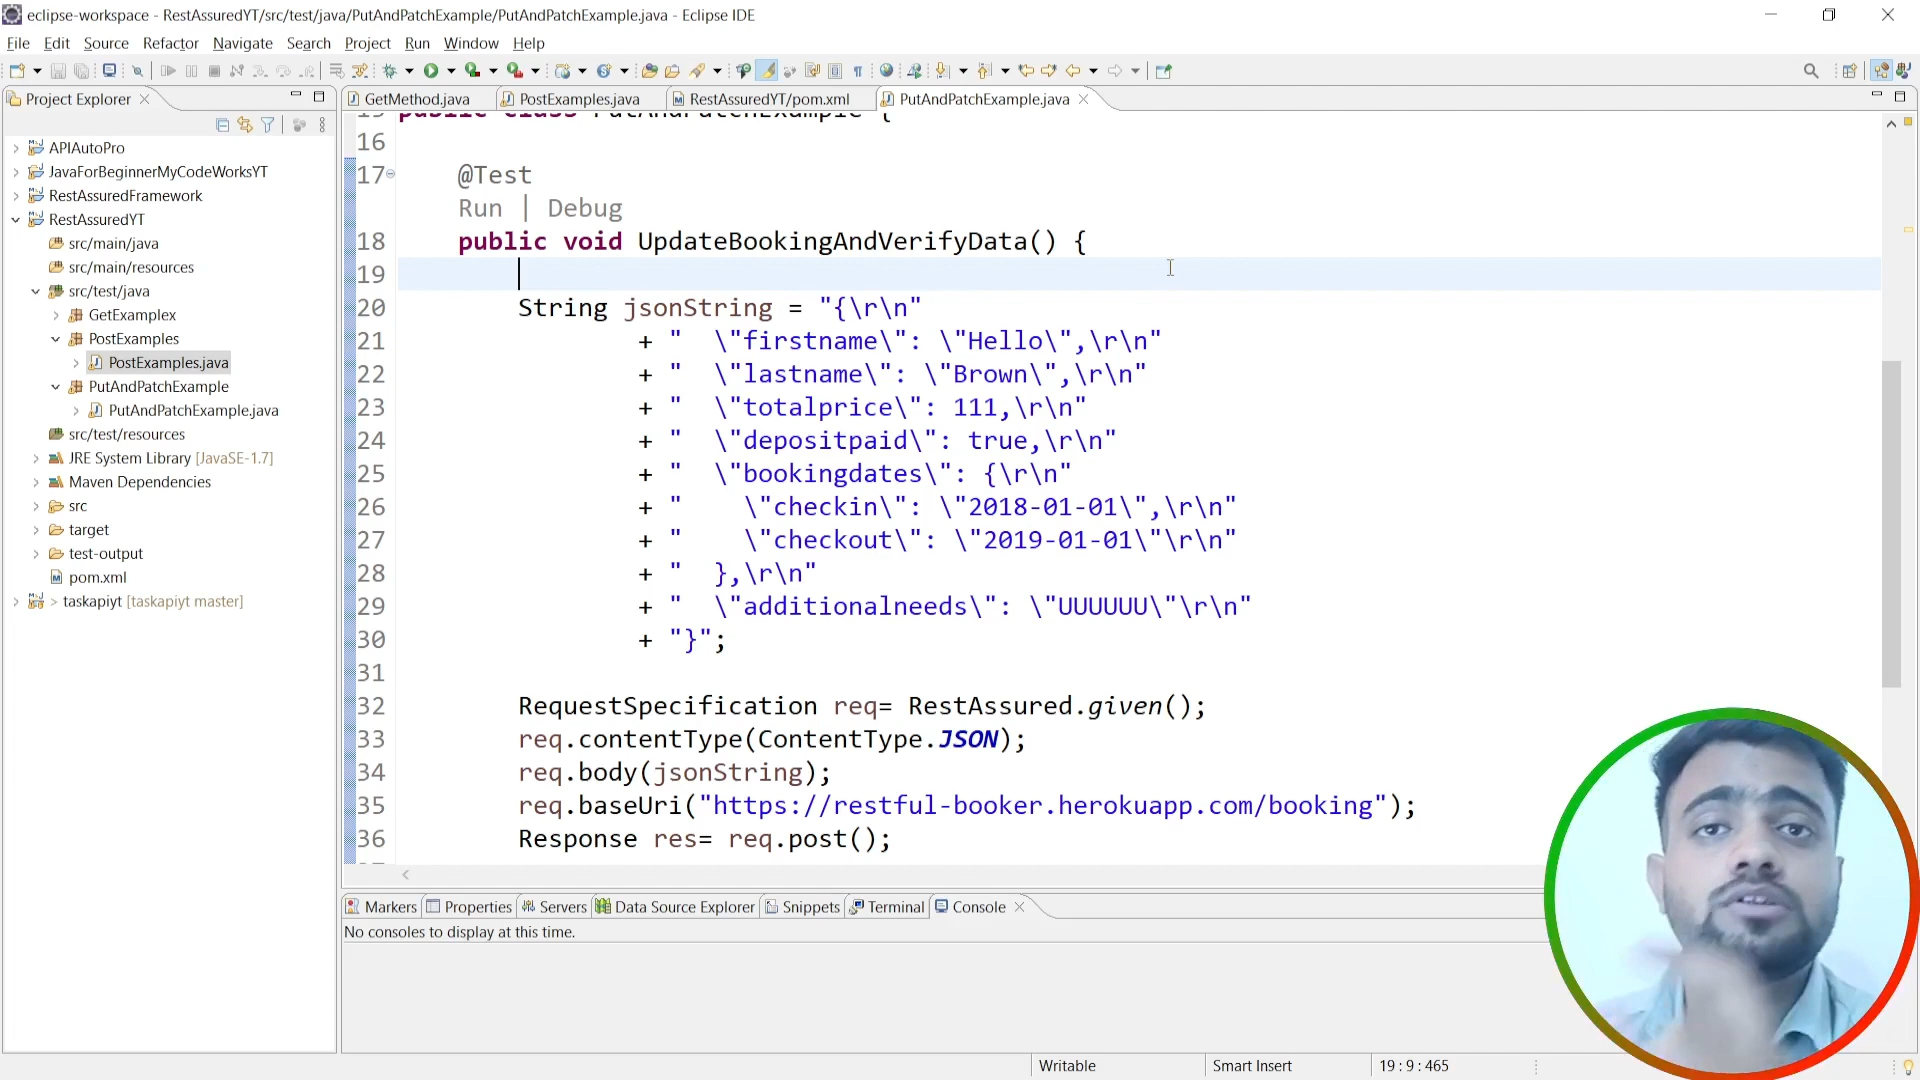 eclipse-workspace - RestAssuredYT/src/test/java/PutAndPatchExample/PutAndPatchExample.java - Eclipse IDE
File Edit Source Refactor Navigate Search Project Run Window Help
Project Explorer
GetMethod.java PostExamples.java RestAssuredYT/pom.xml PutAndPatchExample.java
APIAutoPro
JavaForBeginnerMyCodeWorksYT
RestAssuredFramework
RestAssuredYT
src/main/java
src/main/resources
src/test/java
GetExamplex
PostExamples
PostExamples.java
PutAndPatchExample
PutAndPatchExample.java
src/test/resources
JRE System Library [JavaSE-1.7]
Maven Dependencies
src
target
test-output
pom.xml
> taskapiyt [taskapiyt master]
15 public class PutAndPatchExample {
16
17 @Test
Run | Debug
18 public void UpdateBookingAndVerifyData() {
19
20 String jsonString = "{\r\n"
21 + "  \"firstname\": \"Hello\",\r\n"
22 + "  \"lastname\": \"Brown\",\r\n"
23 + "  \"totalprice\": 111,\r\n"
24 + "  \"depositpaid\": true,\r\n"
25 + "  \"bookingdates\": {\r\n"
26 + "    \"checkin\": \"2018-01-01\",\r\n"
27 + "    \"checkout\": \"2019-01-01\"\r\n"
28 + "  },\r\n"
29 + "  \"additionalneeds\": \"UUUUUU\"\r\n"
30 + "}";
31
32 RequestSpecification req= RestAssured.given();
33 req.contentType(ContentType.JSON);
34 req.body(jsonString);
35 req.baseUri("https://restful-booker.herokuapp.com/booking");
36 Response res= req.post();
Markers Properties Servers Data Source Explorer Snippets Terminal Console
No consoles to display at this time.
Writable Smart Insert 19 : 9 : 465